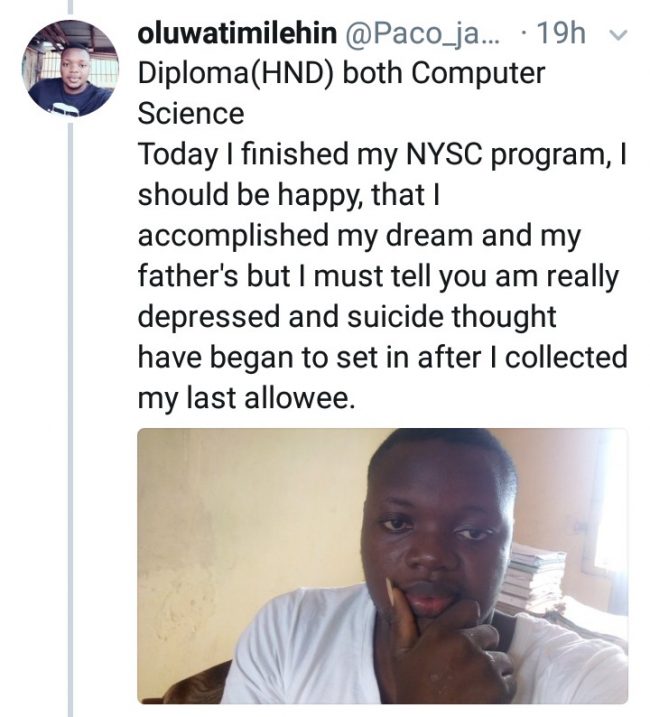 oluwatimilehin @Paco_ja... · 19h
Diploma(HND) both Computer
Science
Today I finished my NYSC program, I
should be happy, that I
accomplished my dream and my
father's but I must tell you am really
depressed and suicide thought
have began to set in after I collected
my last allowee.